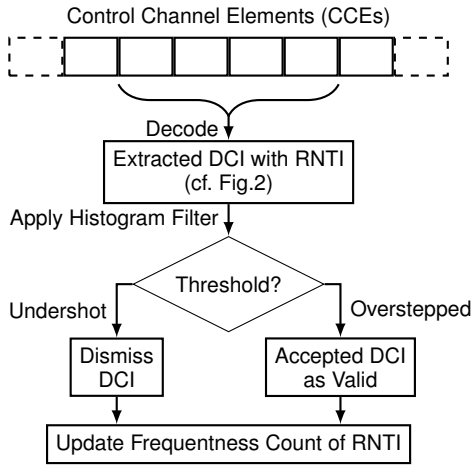 Control Channel Elements (CCEs)
Decode
Extracted DCI with RNTI
(cf. Fig.2)
Apply Histogram Filter
Threshold?
Undershot
Overstepped
Dismiss
DCI
Accepted DCI
as Valid
Update Frequentness Count of RNTI